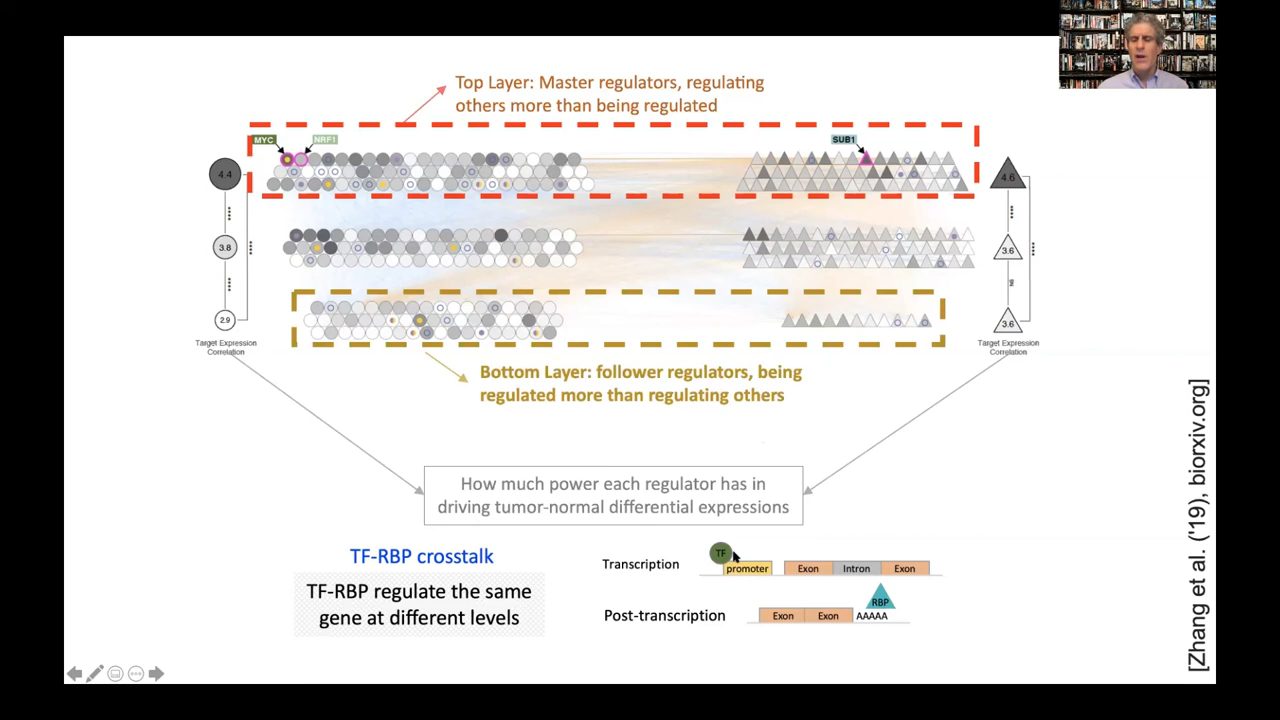 Top Layer: Master regulators, regulating
others more than being regulated
MYC
NRF1
SUB1
4.4
4.6
****
****
****
****
3.8
3.6
****
ns
2.9
3.6
Target Expression
Correlation
Target Expression
Correlation
Bottom Layer: follower regulators, being
regulated more than regulating others
How much power each regulator has in
driving tumor-normal differential expressions
TF-RBP crosstalk
TF-RBP regulate the same
gene at different levels
Transcription
TF
promoter
Exon
Intron
Exon
Post-transcription
Exon
Exon
RBP
AAAAA
[Zhang et al. ('19), biorxiv.org]